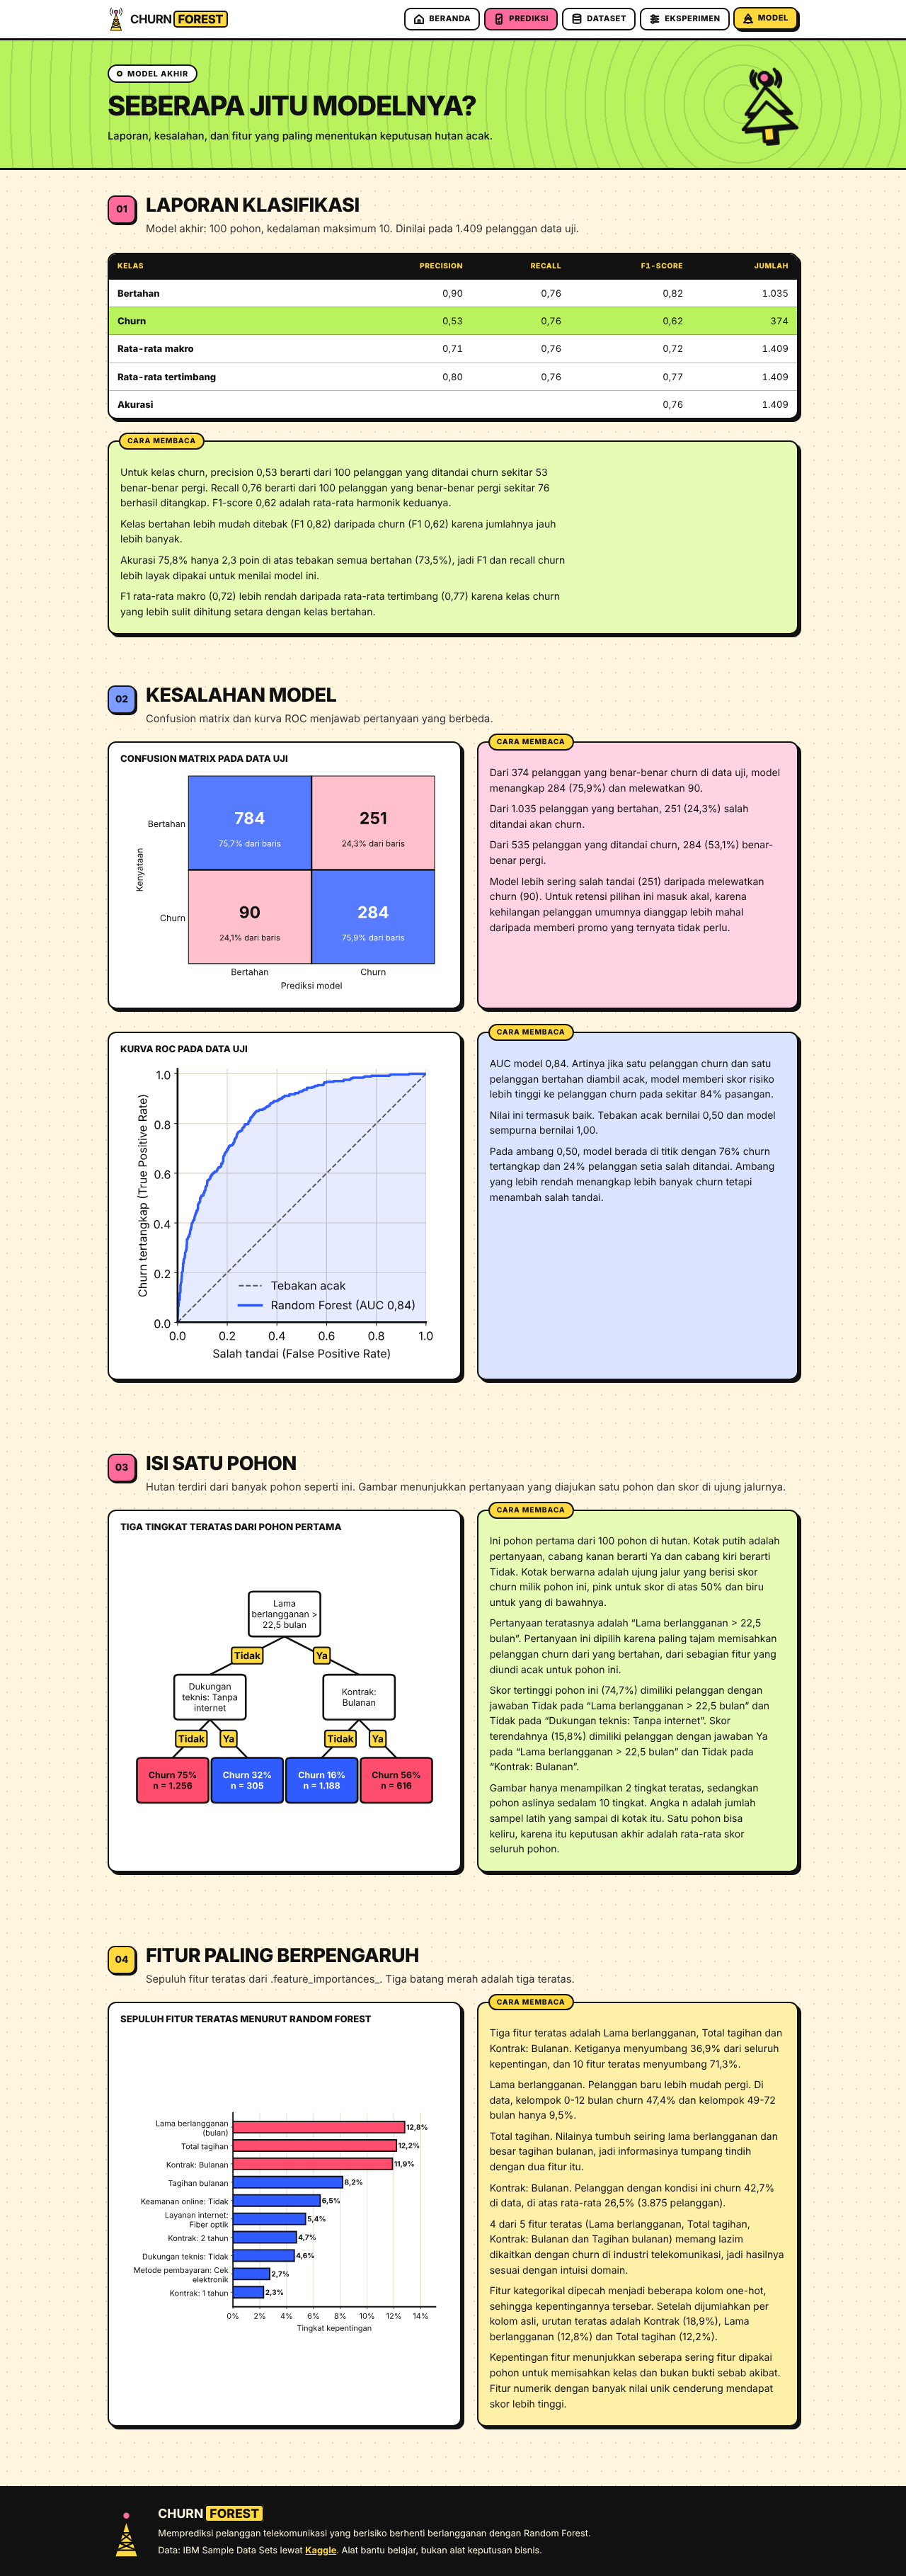 CHURN FOREST
BERANDA
PREDIKSI
DATASET
EKSPERIMEN
MODEL
MODEL AKHIR
SEBERAPA JITU MODELNYA?
Laporan, kesalahan, dan fitur yang paling menentukan keputusan hutan acak.
01
LAPORAN KLASIFIKASI
Model akhir: 100 pohon, kedalaman maksimum 10. Dinilai pada 1.409 pelanggan data uji.
KELAS PRECISION RECALL F1-SCORE JUMLAH
Bertahan 0,90 0,76 0,82 1.035
Churn 0,53 0,76 0,62 374
Rata-rata makro 0,71 0,76 0,72 1.409
Rata-rata tertimbang 0,80 0,76 0,77 1.409
Akurasi 0,76 1.409
CARA MEMBACA
Untuk kelas churn, precision 0,53 berarti dari 100 pelanggan yang ditandai churn sekitar 53
benar-benar pergi. Recall 0,76 berarti dari 100 pelanggan yang benar-benar pergi sekitar 76
berhasil ditangkap. F1-score 0,62 adalah rata-rata harmonik keduanya.
Kelas bertahan lebih mudah ditebak (F1 0,82) daripada churn (F1 0,62) karena jumlahnya jauh
lebih banyak.
Akurasi 75,8% hanya 2,3 poin di atas tebakan semua bertahan (73,5%), jadi F1 dan recall churn
lebih layak dipakai untuk menilai model ini.
F1 rata-rata makro (0,72) lebih rendah daripada rata-rata tertimbang (0,77) karena kelas churn
yang lebih sulit dihitung setara dengan kelas bertahan.
02
KESALAHAN MODEL
Confusion matrix dan kurva ROC menjawab pertanyaan yang berbeda.
CONFUSION MATRIX PADA DATA UJI
Kenyataan
Bertahan
784
75,7% dari baris
251
24,3% dari baris
Churn
90
24,1% dari baris
284
75,9% dari baris
Bertahan
Churn
Prediksi model
CARA MEMBACA
Dari 374 pelanggan yang benar-benar churn di data uji, model
menangkap 284 (75,9%) dan melewatkan 90.
Dari 1.035 pelanggan yang bertahan, 251 (24,3%) salah
ditandai akan churn.
Dari 535 pelanggan yang ditandai churn, 284 (53,1%) benar-
benar pergi.
Model lebih sering salah tandai (251) daripada melewatkan
churn (90). Untuk retensi pilihan ini masuk akal, karena
kehilangan pelanggan umumnya dianggap lebih mahal
daripada memberi promo yang ternyata tidak perlu.
KURVA ROC PADA DATA UJI
Churn tertangkap (True Positive Rate)
1.0
0.8
0.6
0.4
0.2
0.0
Tebakan acak
Random Forest (AUC 0,84)
0.0 0.2 0.4 0.6 0.8 1.0
Salah tandai (False Positive Rate)
CARA MEMBACA
AUC model 0,84. Artinya jika satu pelanggan churn dan satu
pelanggan bertahan diambil acak, model memberi skor risiko
lebih tinggi ke pelanggan churn pada sekitar 84% pasangan.
Nilai ini termasuk baik. Tebakan acak bernilai 0,50 dan model
sempurna bernilai 1,00.
Pada ambang 0,50, model berada di titik dengan 76% churn
tertangkap dan 24% pelanggan setia salah ditandai. Ambang
yang lebih rendah menangkap lebih banyak churn tetapi
menambah salah tandai.
03
ISI SATU POHON
Hutan terdiri dari banyak pohon seperti ini. Gambar menunjukkan pertanyaan yang diajukan satu pohon dan skor di ujung jalurnya.
TIGA TINGKAT TERATAS DARI POHON PERTAMA
Lama
berlangganan >
22,5 bulan
Tidak
Ya
Dukungan
teknis: Tanpa
internet
Kontrak:
Bulanan
Tidak
Ya
Tidak
Ya
Churn 75%
n = 1.256
Churn 32%
n = 305
Churn 16%
n = 1.188
Churn 56%
n = 616
CARA MEMBACA
Ini pohon pertama dari 100 pohon di hutan. Kotak putih adalah
pertanyaan, cabang kanan berarti Ya dan cabang kiri berarti
Tidak. Kotak berwarna adalah ujung jalur yang berisi skor
churn milik pohon ini, pink untuk skor di atas 50% dan biru
untuk yang di bawahnya.
Pertanyaan teratasnya adalah “Lama berlangganan > 22,5
bulan”. Pertanyaan ini dipilih karena paling tajam memisahkan
pelanggan churn dari yang bertahan, dari sebagian fitur yang
diundi acak untuk pohon ini.
Skor tertinggi pohon ini (74,7%) dimiliki pelanggan dengan
jawaban Tidak pada “Lama berlangganan > 22,5 bulan” dan
Tidak pada “Dukungan teknis: Tanpa internet”. Skor
terendahnya (15,8%) dimiliki pelanggan dengan jawaban Ya
pada “Lama berlangganan > 22,5 bulan” dan Tidak pada
“Kontrak: Bulanan”.
Gambar hanya menampilkan 2 tingkat teratas, sedangkan
pohon aslinya sedalam 10 tingkat. Angka n adalah jumlah
sampel latih yang sampai di kotak itu. Satu pohon bisa
keliru, karena itu keputusan akhir adalah rata-rata skor
seluruh pohon.
04
FITUR PALING BERPENGARUH
Sepuluh fitur teratas dari .feature_importances_. Tiga batang merah adalah tiga teratas.
SEPULUH FITUR TERATAS MENURUT RANDOM FOREST
Lama berlangganan
(bulan)
12,8%
Total tagihan 12,2%
Kontrak: Bulanan 11,9%
Tagihan bulanan 8,2%
Keamanan online: Tidak 6,5%
Layanan internet:
Fiber optik
5,4%
Kontrak: 2 tahun 4,7%
Dukungan teknis: Tidak 4,6%
Metode pembayaran: Cek
elektronik
2,7%
Kontrak: 1 tahun 2,3%
0% 2% 4% 6% 8% 10% 12% 14%
Tingkat kepentingan
CARA MEMBACA
Tiga fitur teratas adalah Lama berlangganan, Total tagihan dan
Kontrak: Bulanan. Ketiganya menyumbang 36,9% dari seluruh
kepentingan, dan 10 fitur teratas menyumbang 71,3%.
Lama berlangganan. Pelanggan baru lebih mudah pergi. Di
data, kelompok 0-12 bulan churn 47,4% dan kelompok 49-72
bulan hanya 9,5%.
Total tagihan. Nilainya tumbuh seiring lama berlangganan dan
besar tagihan bulanan, jadi informasinya tumpang tindih
dengan dua fitur itu.
Kontrak: Bulanan. Pelanggan dengan kondisi ini churn 42,7%
di data, di atas rata-rata 26,5% (3.875 pelanggan).
4 dari 5 fitur teratas (Lama berlangganan, Total tagihan,
Kontrak: Bulanan dan Tagihan bulanan) memang lazim
dikaitkan dengan churn di industri telekomunikasi, jadi hasilnya
sesuai dengan intuisi domain.
Fitur kategorikal dipecah menjadi beberapa kolom one-hot,
sehingga kepentingannya tersebar. Setelah dijumlahkan per
kolom asli, urutan teratas adalah Kontrak (18,9%), Lama
berlangganan (12,8%) dan Total tagihan (12,2%).
Kepentingan fitur menunjukkan seberapa sering fitur dipakai
pohon untuk memisahkan kelas dan bukan bukti sebab akibat.
Fitur numerik dengan banyak nilai unik cenderung mendapat
skor lebih tinggi.
CHURN FOREST
Memprediksi pelanggan telekomunikasi yang berisiko berhenti berlangganan dengan Random Forest.
Data: IBM Sample Data Sets lewat Kaggle. Alat bantu belajar, bukan alat keputusan bisnis.